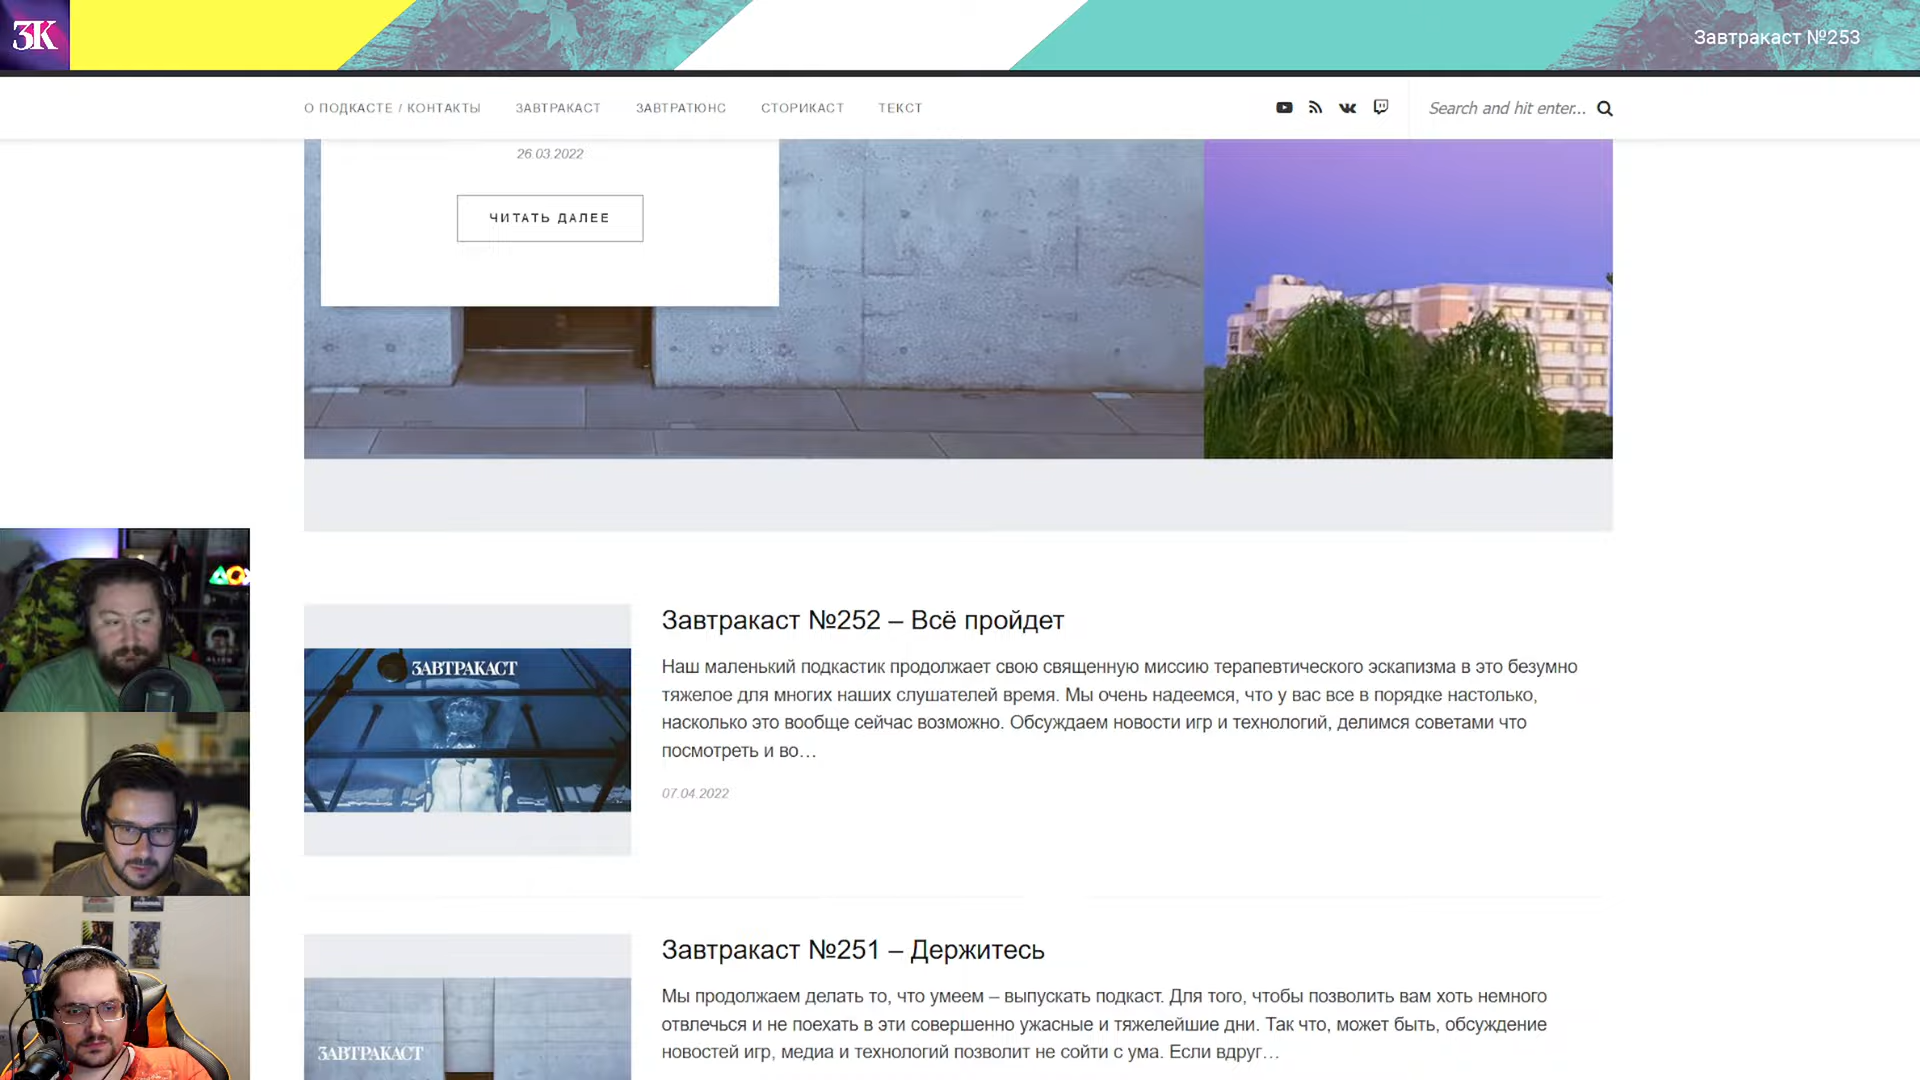 ЗК
Завтракаст №253
О ПОДКАСТЕ / КОНТАКТЫ
ЗАВТРАКАСТ
ЗАВТРАТЮНС
СТОРИКАСТ
ТЕКСТ
Search and hit enter...
26.03.2022
ЧИТАТЬ ДАЛЕЕ
ЗАВТРАКАСТ
Завтракаст №252 – Всё пройдет
Наш маленький подкастик продолжает свою священную миссию терапевтического эскапизма в это безумно
тяжелое для многих наших слушателей время. Мы очень надеемся, что у вас все в порядке настолько,
насколько это вообще сейчас возможно. Обсуждаем новости игр и технологий, делимся советами что
посмотреть и во…
07.04.2022
ЗАВТРАКАСТ
Завтракаст №251 – Держитесь
Мы продолжаем делать то, что умеем – выпускать подкаст. Для того, чтобы позволить вам хоть немного
отвлечься и не поехать в эти совершенно ужасные и тяжелейшие дни. Так что, может быть, обсуждение
новостей игр, медиа и технологий позволит не сойти с ума. Если вдруг…